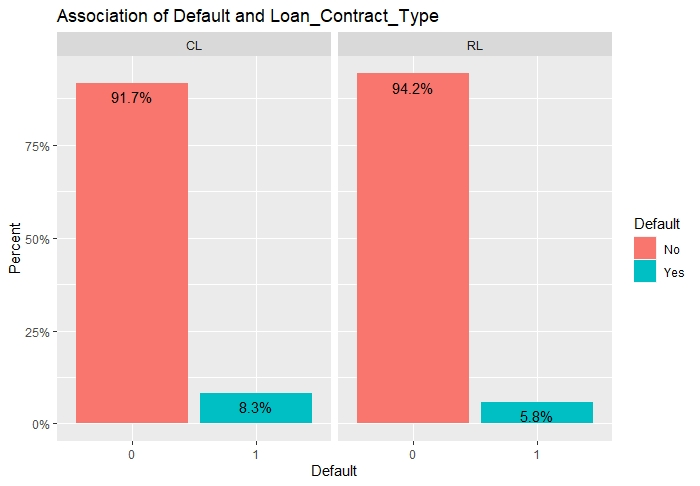 Association of Default and Loan_Contract_Type
CL
RL
91.7%
94.2%
8.3%
5.8%
75%
50%
25%
0%
Percent
0
1
0
1
Default
Default
No
Yes